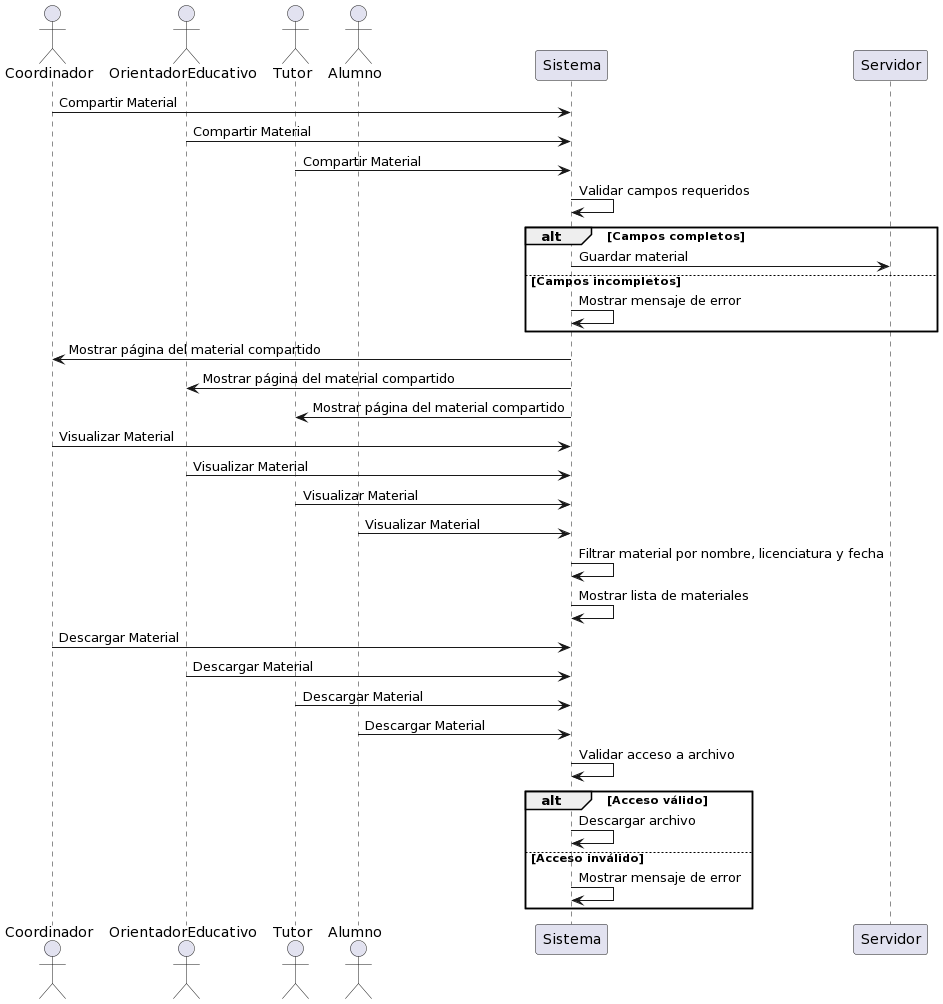 Coordinador OrientadorEducativo Tutor Alumno Sistema Servidor
Compartir Material
Compartir Material
Compartir Material
Validar campos requeridos
alt [Campos completos]
Guardar material
[Campos incompletos]
Mostrar mensaje de error
Mostrar página del material compartido
Mostrar página del material compartido
Mostrar página del material compartido
Visualizar Material
Visualizar Material
Visualizar Material
Visualizar Material
Filtrar material por nombre, licenciatura y fecha
Mostrar lista de materiales
Descargar Material
Descargar Material
Descargar Material
Descargar Material
Validar acceso a archivo
alt [Acceso válido]
Descargar archivo
[Acceso inválido]
Mostrar mensaje de error
Coordinador OrientadorEducativo Tutor Alumno Sistema Servidor